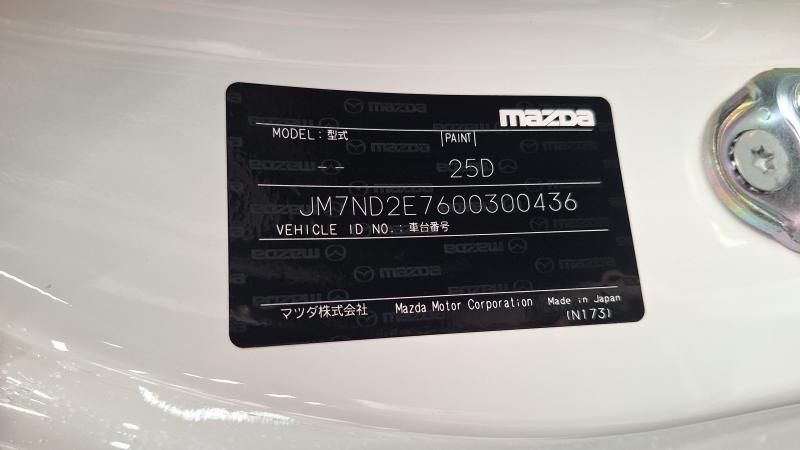 mazda
MODEL : 型式 PAINT
-- 25D
JM7ND2E7600300436
VEHICLE ID NO. : 車台番号
マツダ株式会社 Mazda Motor Corporation Made in Japan
(N173)